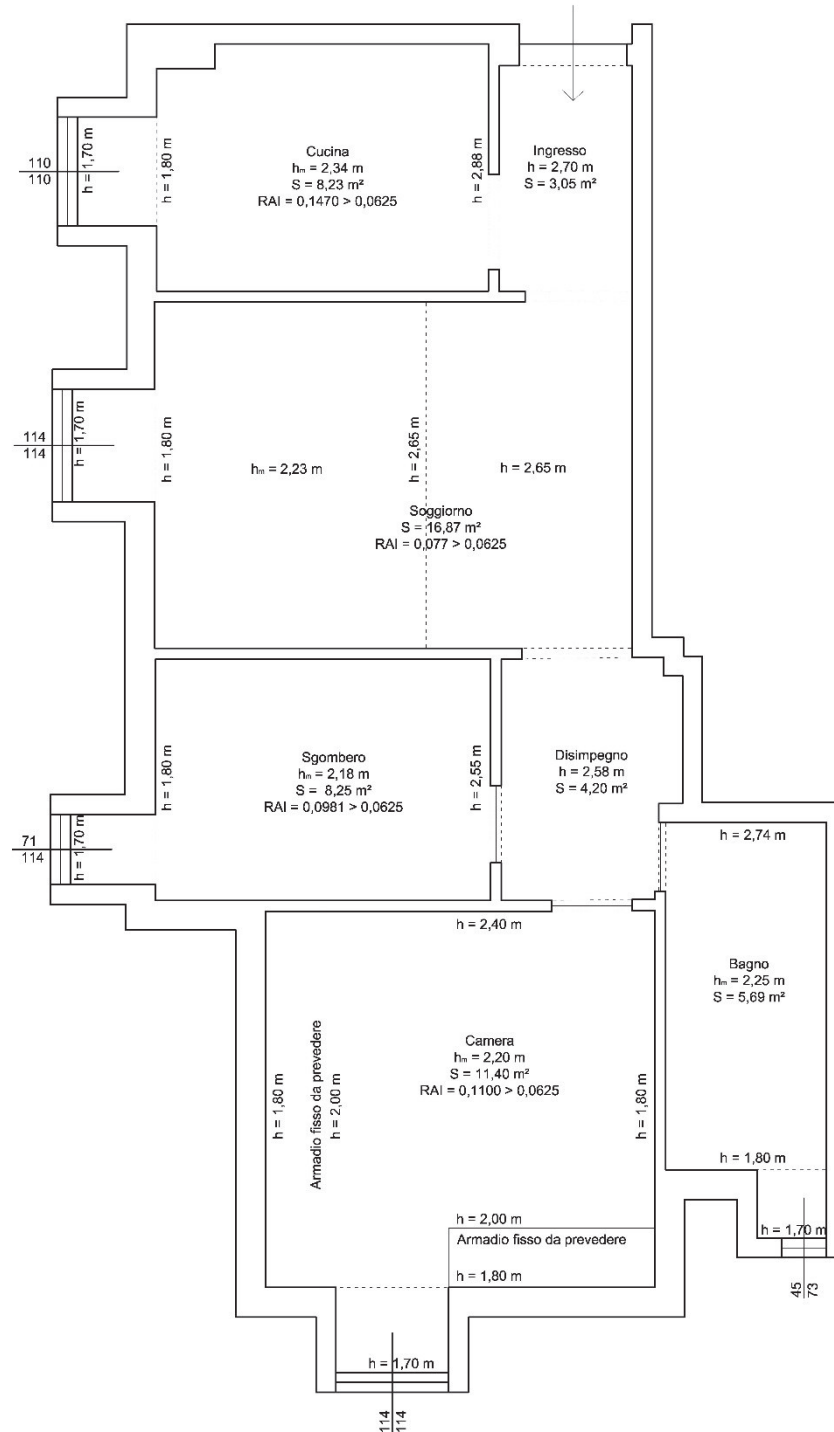 Cucina
hₘ = 2,34 m
S = 8,23 m²
RAI = 0,1470 > 0,0625
Ingresso
h = 2,70 m
S = 3,05 m²
110
110
h = 1,70 m
h = 1,80 m
h = 2,88 m
114
114
h = 1,70 m
h = 1,80 m
hₘ = 2,23 m
h = 2,65 m
h = 2,65 m
Soggiorno
S = 16,87 m²
RAI = 0,077 > 0,0625
Sgombero
hₘ = 2,18 m
S = 8,25 m²
RAI = 0,0981 > 0,0625
h = 1,80 m
h = 2,55 m
Disimpegno
h = 2,58 m
S = 4,20 m²
71
114
h = 1,70 m
h = 2,74 m
Bagno
hₘ = 2,25 m
S = 5,69 m²
h = 1,80 m
h = 1,70 m
45
73
h = 2,40 m
Camera
hₘ = 2,20 m
S = 11,40 m²
RAI = 0,1100 > 0,0625
h = 1,80 m
Armadio fisso da prevedere
h = 2,00 m
h = 1,80 m
h = 2,00 m
Armadio fisso da prevedere
h = 1,80 m
h = 1,70 m
114
114